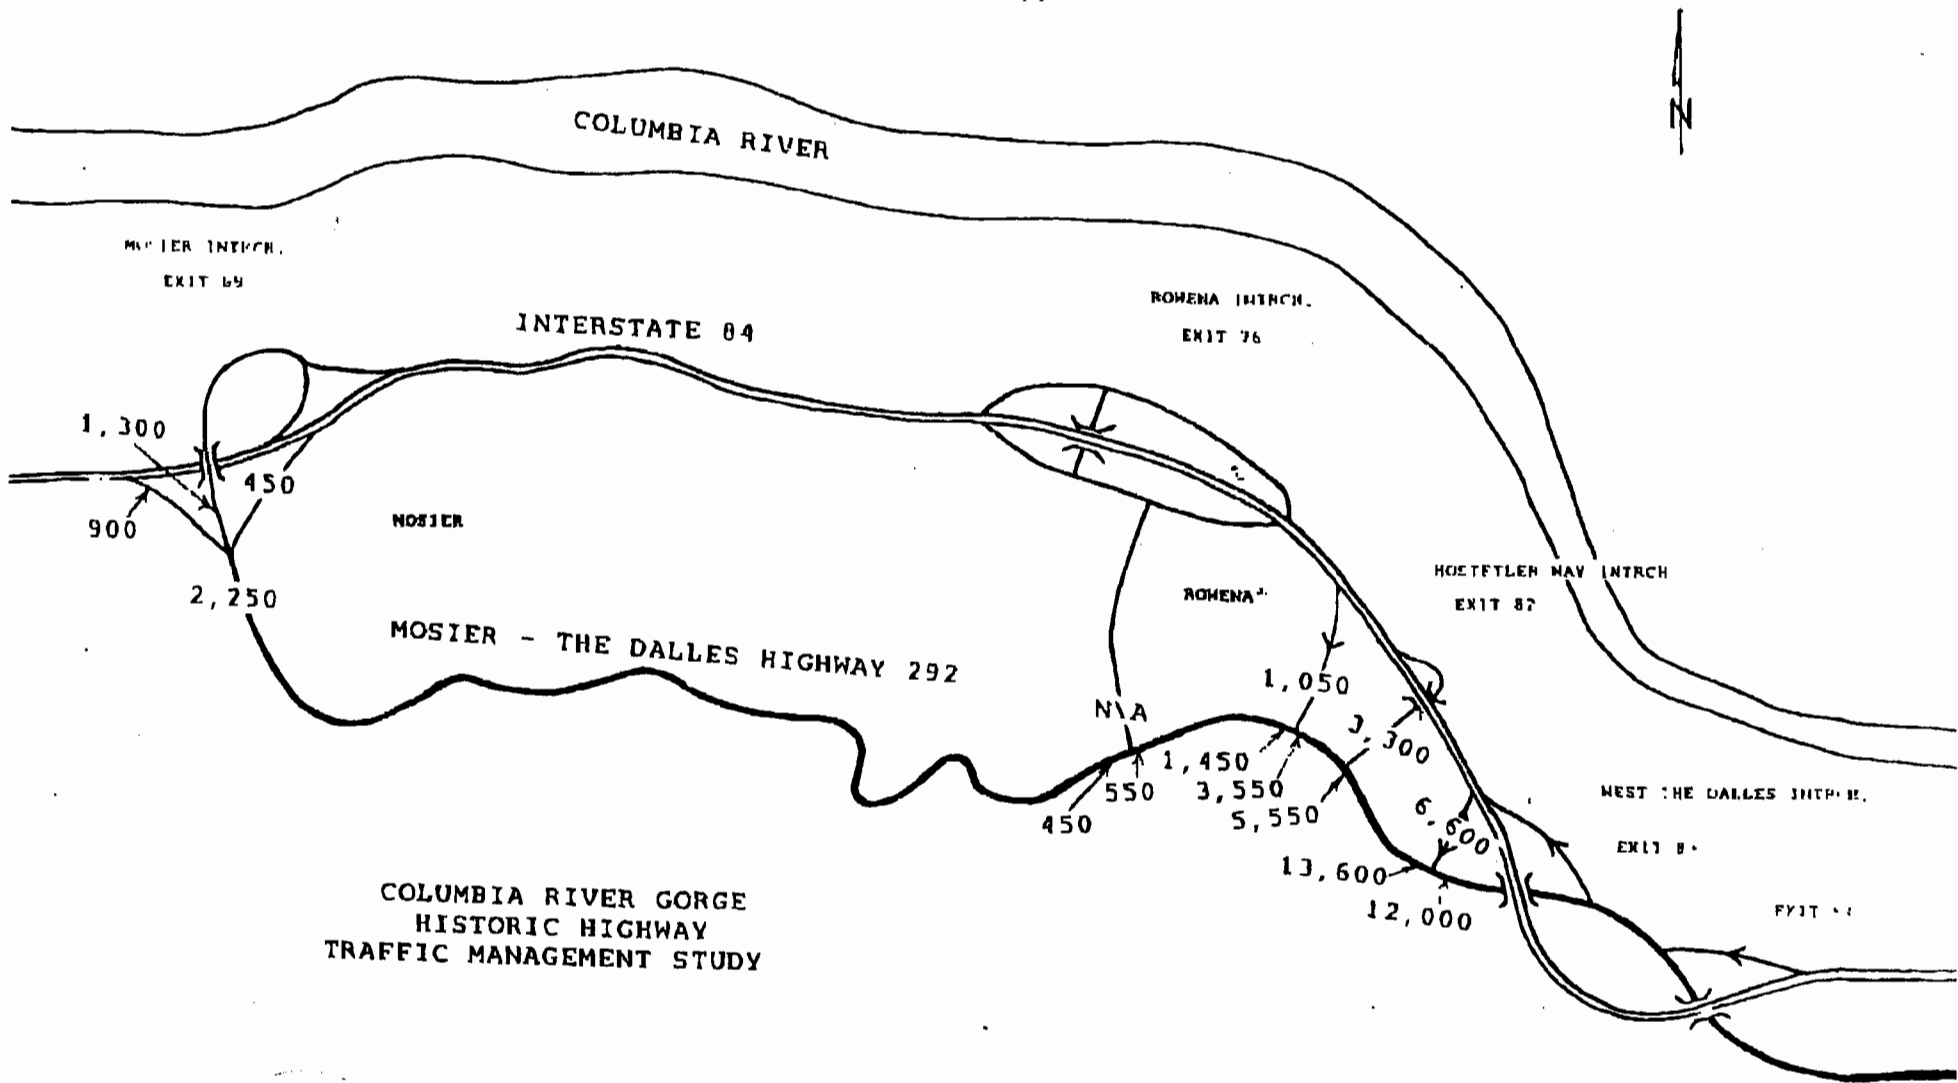 N
COLUMBIA RIVER
EXIT 69
ROWENA INTRCH.
EXIT 76
INTERSTATE 84
1,300
450
900
MOSIER
2,250
HOSTETLER WAY INTRCH
EXIT 82
ROWENA
MOSIER - THE DALLES HIGHWAY 292
1,050
N\A
3,300
1,450
550
3,550
450
5,550
6,600
WEST THE DALLES
EXIT
13,600
12,000
COLUMBIA RIVER GORGE
HISTORIC HIGHWAY
TRAFFIC MANAGEMENT STUDY